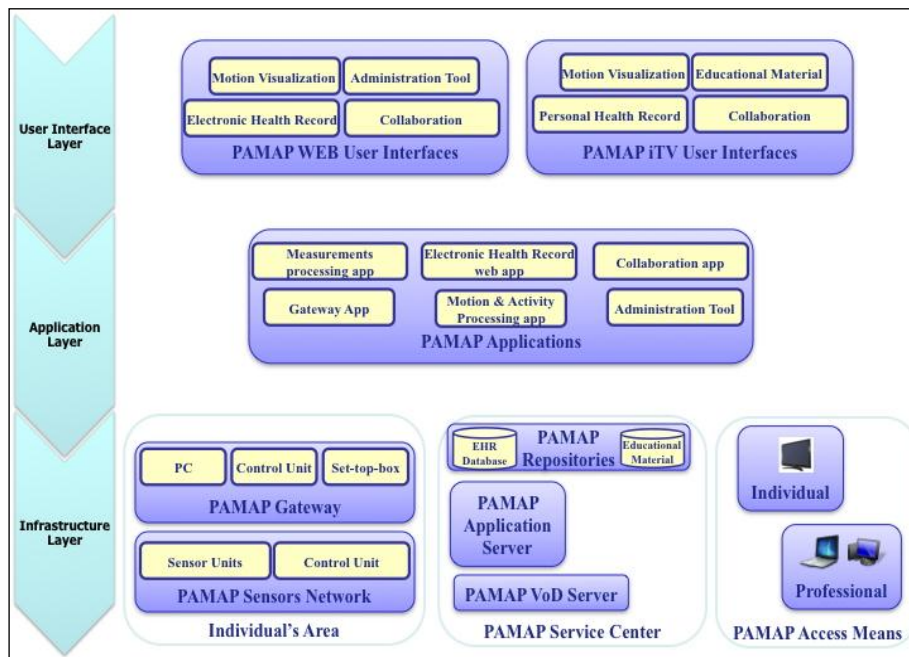 User Interface
Layer
Motion Visualization
Administration Tool
Electronic Health Record
Collaboration
PAMAP WEB User Interfaces
Motion Visualization
Educational Material
Personal Health Record
Collaboration
PAMAP iTV User Interfaces
Application
Layer
Measurements
processing app
Electronic Health Record
web app
Collaboration app
Gateway App
Motion & Activity
Processing app
Administration Tool
PAMAP Applications
Infrastructure
Layer
PC
Control Unit
Set-top-box
PAMAP Gateway
Sensor Units
Control Unit
PAMAP Sensors Network
Individual's Area
EHR
Database
PAMAP
Repositories
Educational
Material
PAMAP
Application
Server
PAMAP VoD Server
PAMAP Service Center
Individual
Professional
PAMAP Access Means